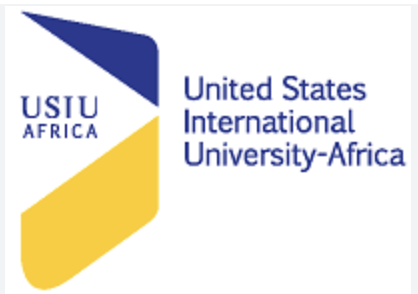 USIU
AFRICA
United States
International
University-Africa